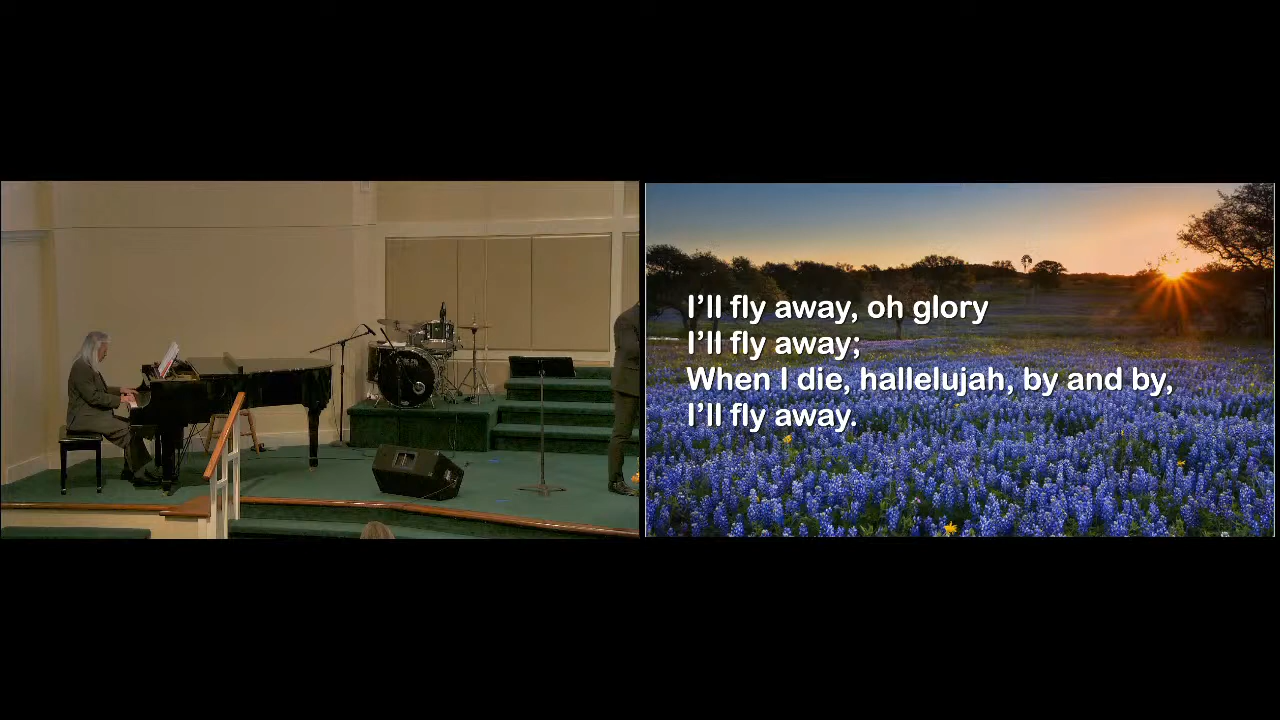 I'll fly away, oh glory
I'll fly away;
When I die, hallelujah, by and by,
I'll fly away.